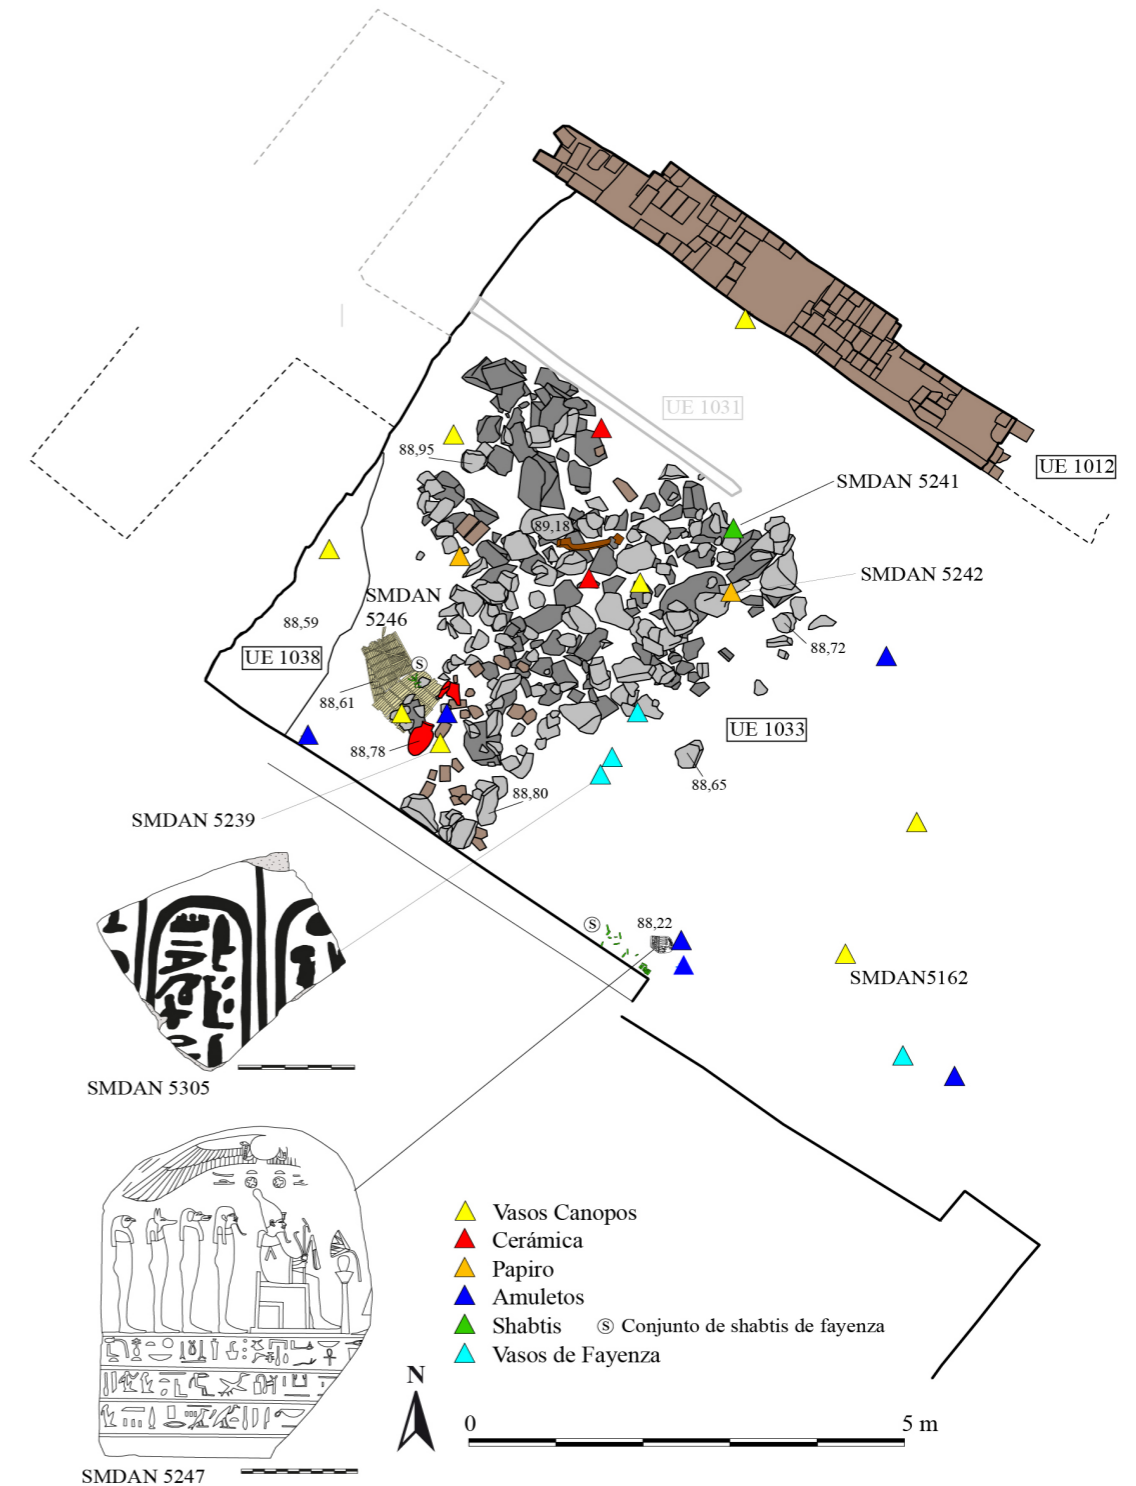 UE 1031
UE 1012
88,95
SMDAN 5241
89,18
SMDAN 5242
SMDAN
5246
88,59
88,72
UE 1038
S
88,61
UE 1033
88,78
88,65
88,80
SMDAN 5239
S
88,22
SMDAN5162
SMDAN 5305
Vasos Canopos
Cerámica
Papiro
Amuletos
Shabtis
S Conjunto de shabtis de fayenza
Vasos de Fayenza
N
0 5 m
SMDAN 5247